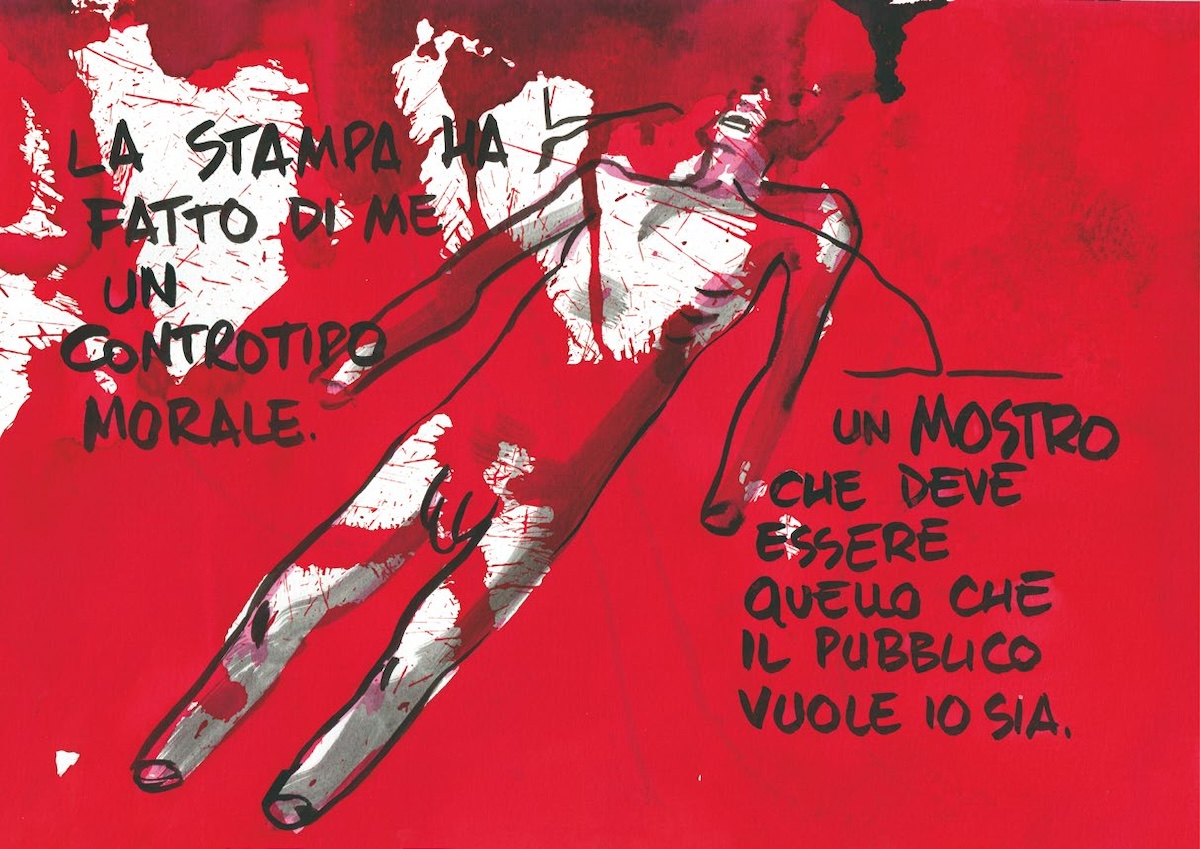 LA STAMPA HA
FATTO DI ME
UN
CONTROTIPO
MORALE.
UN MOSTRO
CHE DEVE
ESSERE
QUELLO CHE
IL PUBBLICO
VUOLE IO SIA.